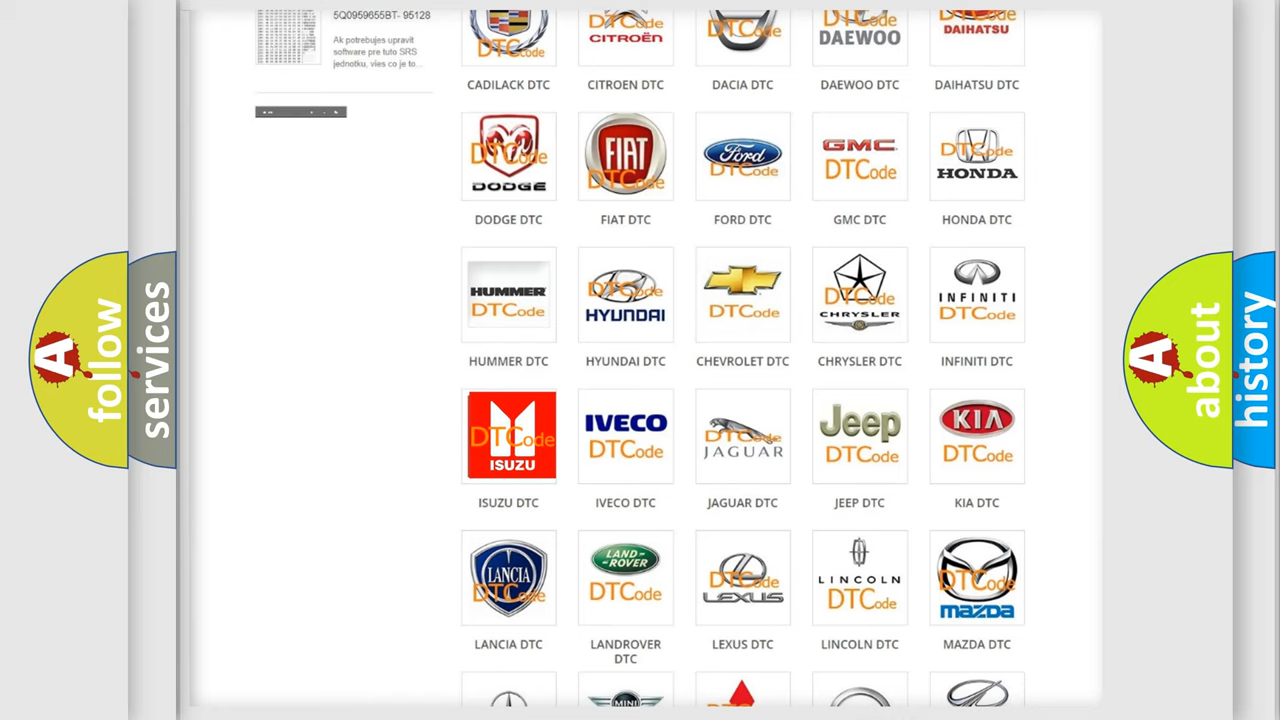 5Q0959655BT- 95128
Ak potrebujes upravit
software pre tuto SRS
jednotku, vies co je to...
DTCode
DTCode
CITROËN
DTCode
DAEWOO
DTCode
DAIHATSU
CADILACK DTC
CITROEN DTC
DACIA DTC
DAEWOO DTC
DAIHATSU DTC
DTCode
DODGE
FIAT
DTCode
Ford
DTCode
GMC
DTCode
DTCode
HONDA
DODGE DTC
FIAT DTC
FORD DTC
GMC DTC
HONDA DTC
HUMMER
DTCode
DTCode
HYUNDAI
DTCode
DTCode
CHRYSLER
INFINITI
DTCode
HUMMER DTC
HYUNDAI DTC
CHEVROLET DTC
CHRYSLER DTC
INFINITI DTC
DTCode
ISUZU
IVECO
DTCode
DTCode
JAGUAR
Jeep
DTCode
KIA
DTCode
ISUZU DTC
IVECO DTC
JAGUAR DTC
JEEP DTC
KIA DTC
LANCIA
DTCode
LAND-
ROVER
DTCode
DTCode
LEXUS
LINCOLN
DTCode
DTCode
mazda
LANCIA DTC
LANDROVER
DTC
LEXUS DTC
LINCOLN DTC
MAZDA DTC
MINI
A
follow
services
A
about
history